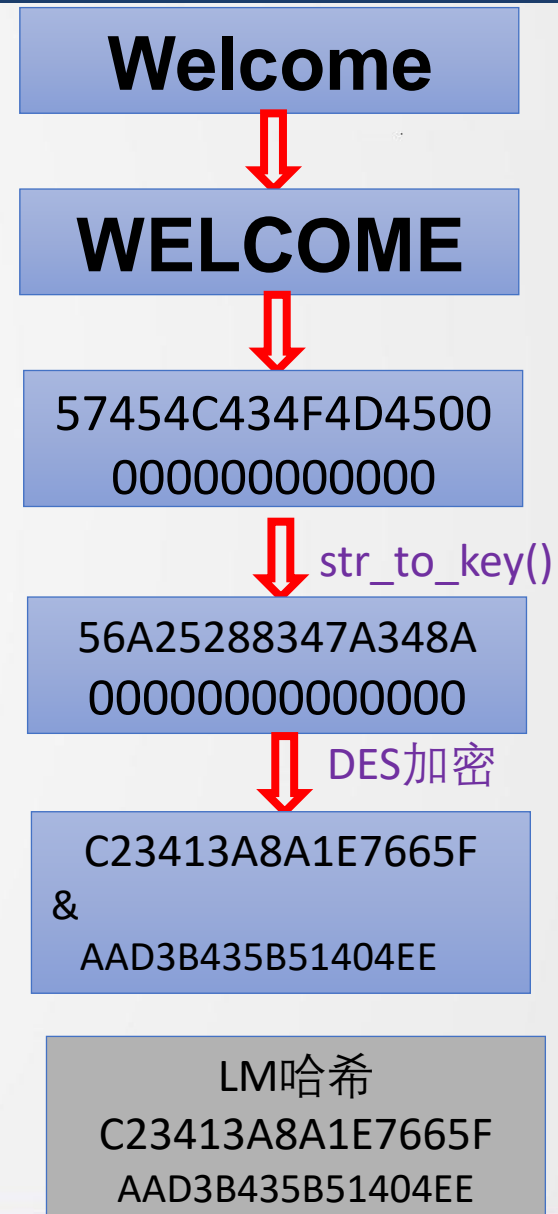 Welcome
WELCOME
57454C434F4D4500
000000000000
str_to_key()
56A25288347A348A
00000000000000
DES加密
C23413A8A1E7665F
&
AAD3B435B51404EE
LM哈希
C23413A8A1E7665F
AAD3B435B51404EE